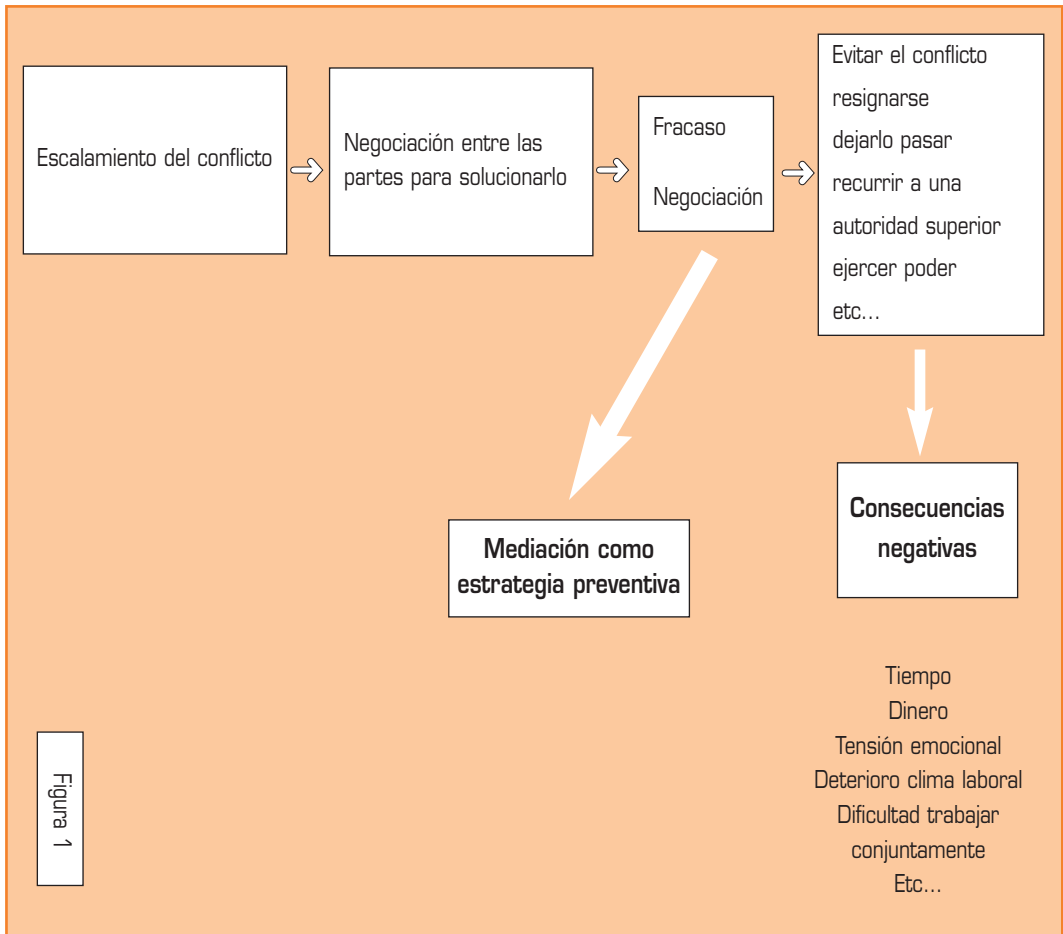 Escalamiento del conflicto
Negociación entre las
partes para solucionarlo
Fracaso
Negociación
Evitar el conflicto
resignarse
dejarlo pasar
recurrir a una
autoridad superior
ejercer poder
etc...
Mediación como
estrategia preventiva
Consecuencias
negativas
Tiempo
Dinero
Tensión emocional
Deterioro clima laboral
Dificultad trabajar
conjuntamente
Etc...
Figura 1